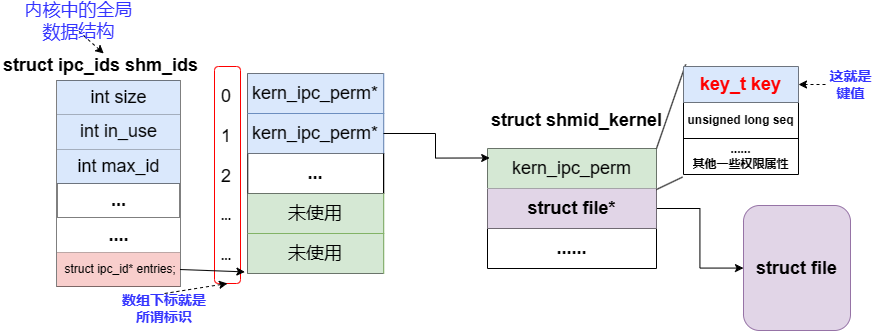 内核中的全局
数据结构
struct ipc_ids shm_ids
int size
int in_use
int max_id
...
....
struct ipc_id* entries;
0
1
2
...
...
数组下标就是
所谓标识
kern_ipc_perm*
kern_ipc_perm*
...
未使用
未使用
struct shmid_kernel
kern_ipc_perm
struct file*
......
key_t key
unsigned long seq
......
其他一些权限属性
这就是
键值
struct file